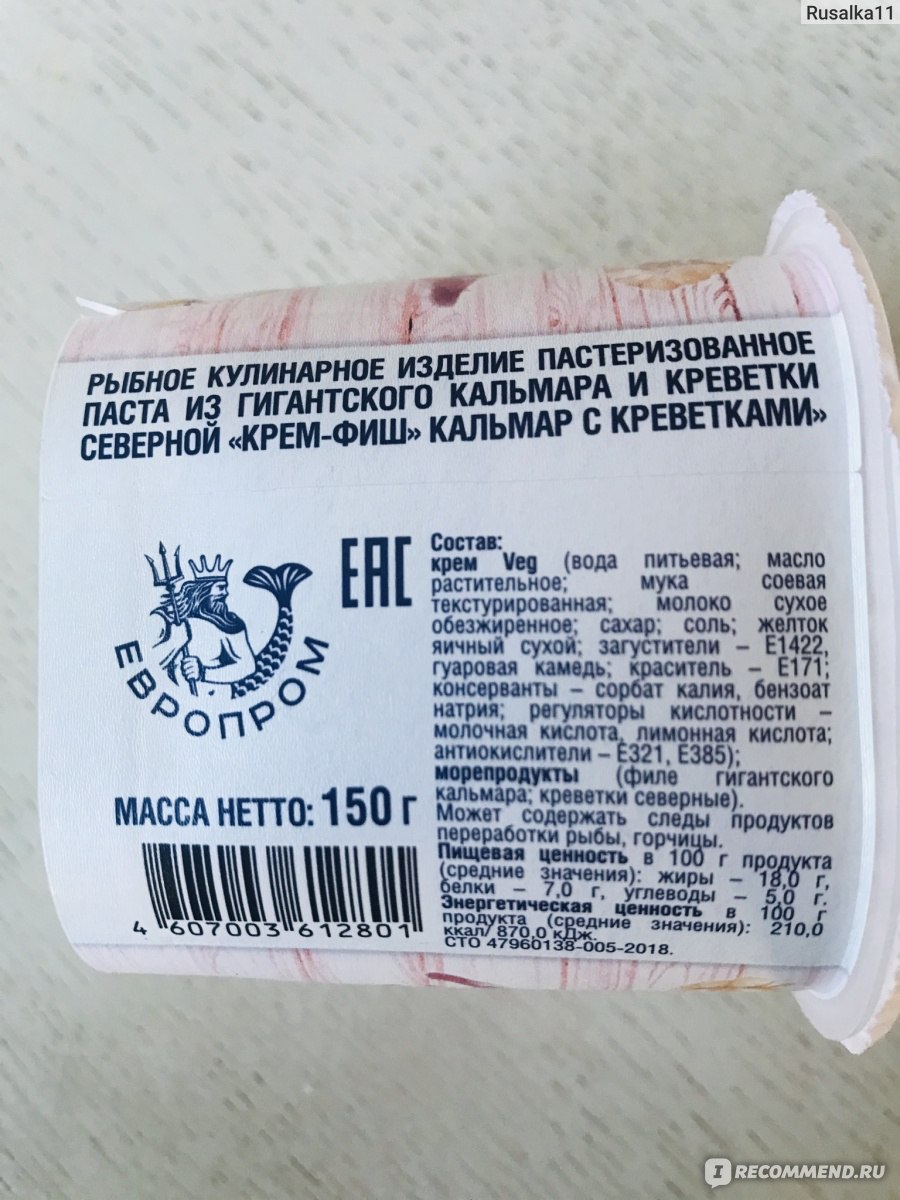 Rusalka11
РЫБНОЕ КУЛИНАРНОЕ ИЗДЕЛИЕ ПАСТЕРИЗОВАННОЕ
ПАСТА ИЗ ГИГАНТСКОГО КАЛЬМАРА И КРЕВЕТКИ
СЕВЕРНОЙ «КРЕМ-ФИШ» КАЛЬМАР С КРЕВЕТКАМИ»
ЕВРОПРОМ
ЕАС
МАССА НЕТТО: 150 г
4 607003 612801
Состав:
крем Veg (вода питьевая; масло
растительное; мука соевая
текстурированная; молоко сухое
обезжиренное; сахар; соль; желток
яичный сухой; загустители – Е1422,
гуаровая камедь; краситель – Е171;
консерванты – сорбат калия, бензоат
натрия; регуляторы кислотности –
молочная кислота, лимонная кислота;
антиокислители – Е321, Е385);
морепродукты (филе гигантского
кальмара; креветки северные).
Может содержать следы продуктов
переработки рыбы, горчицы.
Пищевая ценность в 100 г продукта
(средние значения): жиры – 18,0 г,
белки – 7,0 г, углеводы – 5,0 г.
Энергетическая ценность в 100 г
продукта (средние значения): 210,0
ккал/ 870,0 кДж.
СТО 47960138-005-2018.
IRECOMMEND.RU